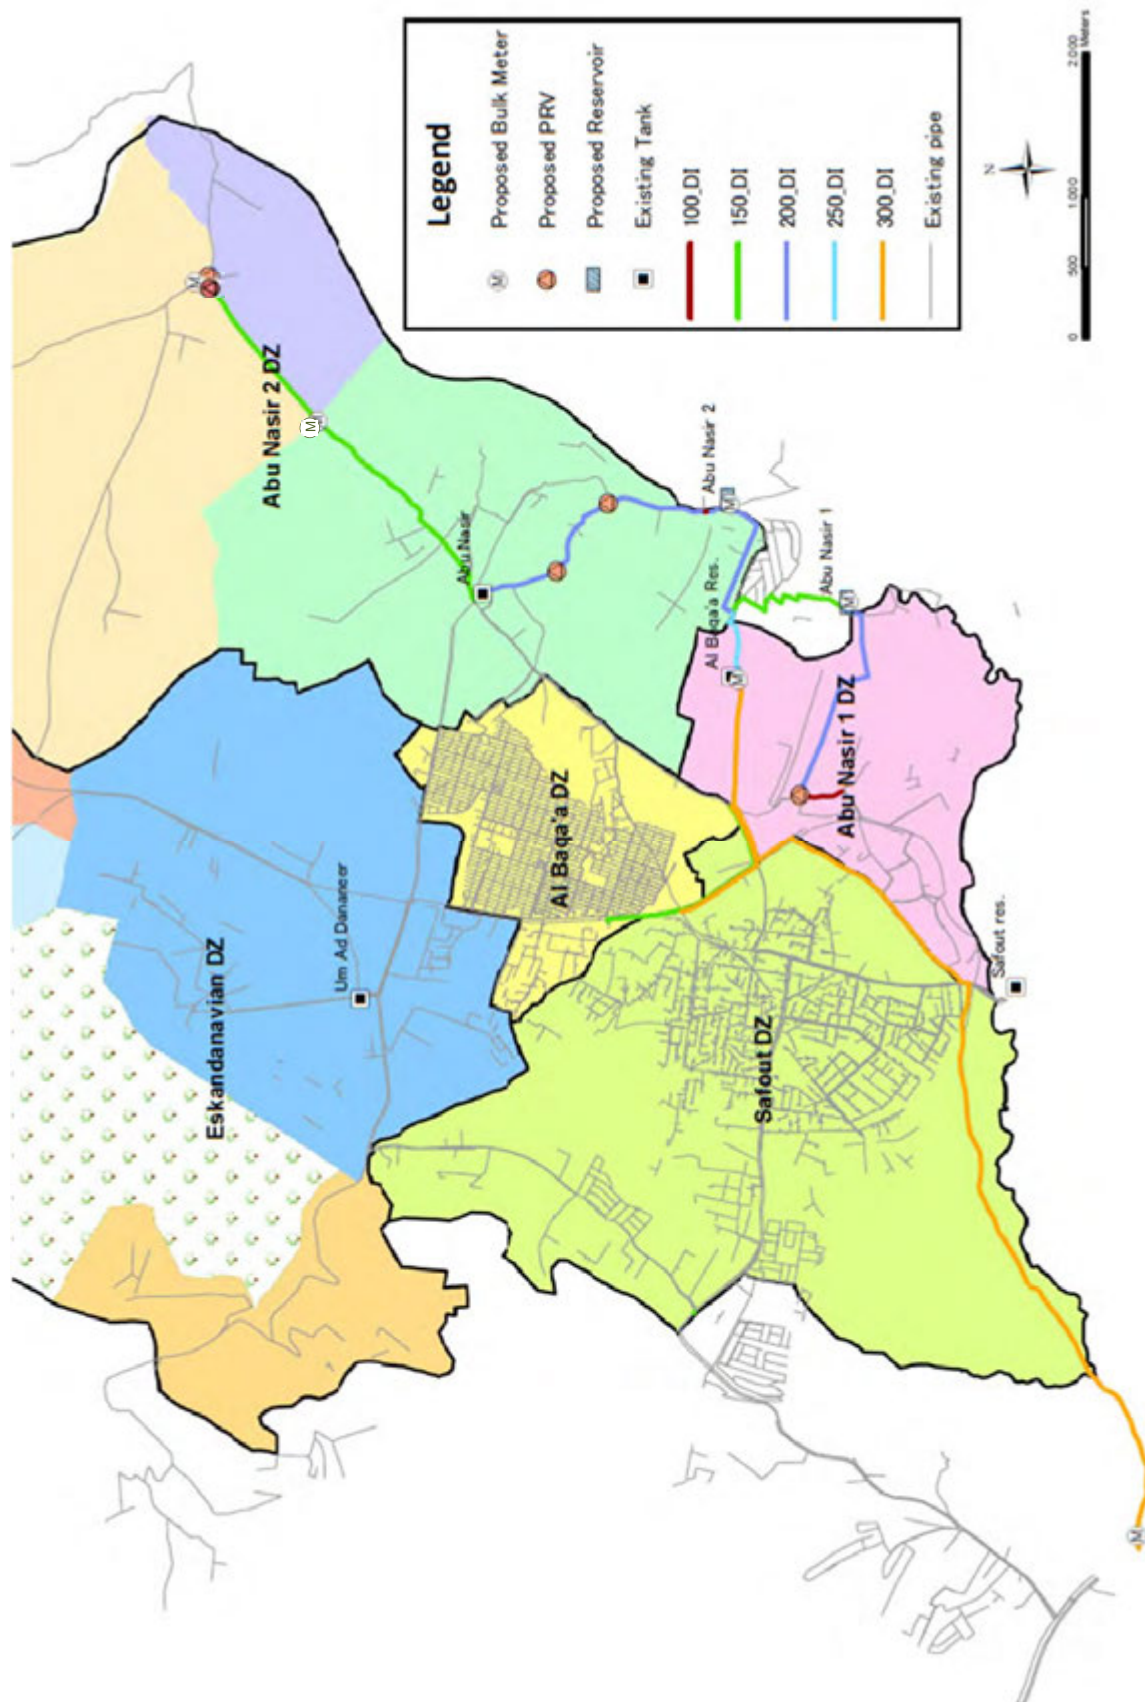 Legend
Proposed Bulk Meter
Proposed PRV
Proposed Reservoir
Existing Tank
100_DI
150_DI
200_DI
250_DI
300_DI
Existing pipe
N
0
500
1 000
2 000
Meters
M
M
M
M
M
M
M
Abu Nasir 2 DZ
Abu Nasir
Abu Nasir 2
Abu Nasir 1
Al Baqa'a Res.
Abu Nasir 1 DZ
Al Baqa'a DZ
Um Ad Dananeer
Eskandanavian DZ
Safout DZ
Safout res.